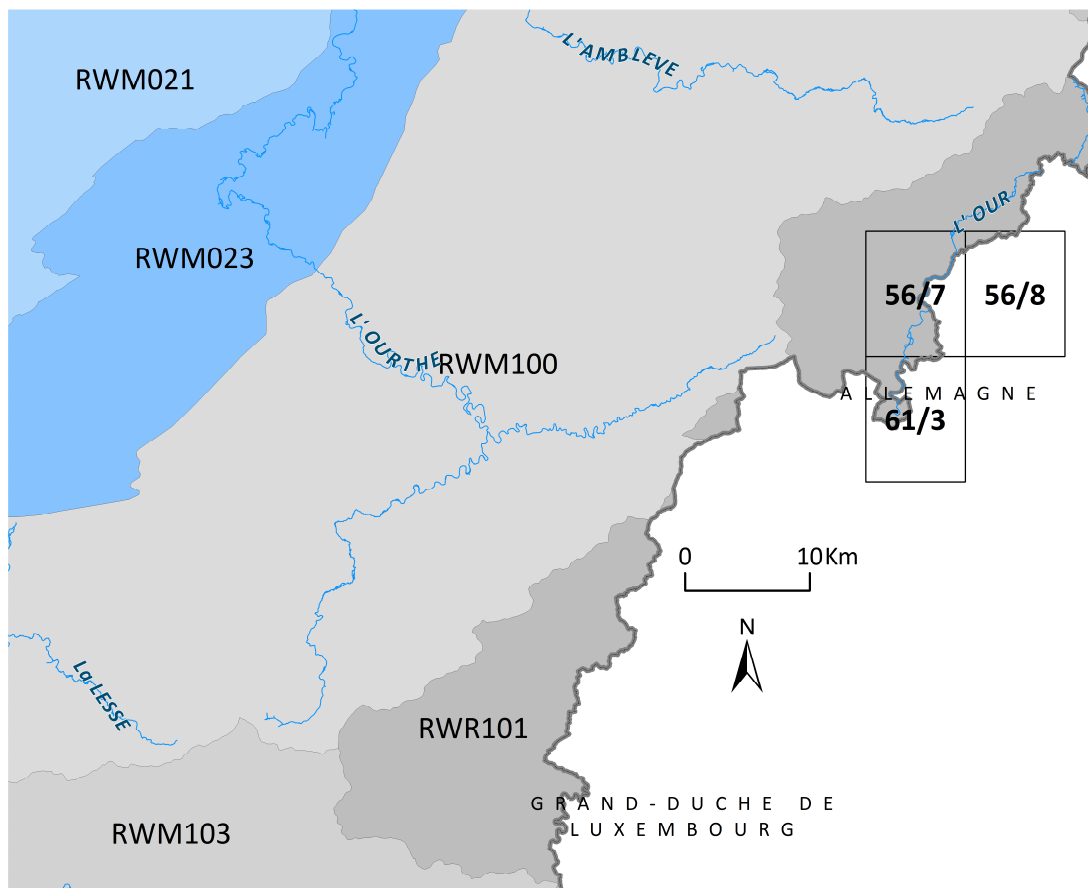 L'AMBLEVE
RWM021
L'OUR
RWM023
56/7
56/8
L'OURTHE
RWM100
ALLEMAGNE
61/3
0
10Km
N
La LESSE
RWR101
GRAND-DUCHE DE
LUXEMBOURG
RWM103